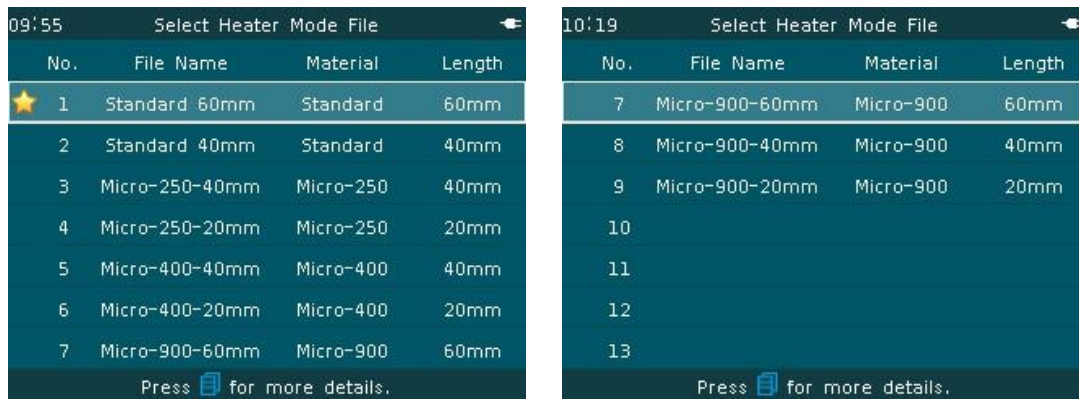 09:55 Select Heater Mode File
No. File Name Material Length
1 Standard 60mm Standard 60mm
2 Standard 40mm Standard 40mm
3 Micro-250-40mm Micro-250 40mm
4 Micro-250-20mm Micro-250 20mm
5 Micro-400-40mm Micro-400 40mm
6 Micro-400-20mm Micro-400 20mm
7 Micro-900-60mm Micro-900 60mm
Press for more details.
10:19 Select Heater Mode File
No. File Name Material Length
7 Micro-900-60mm Micro-900 60mm
8 Micro-900-40mm Micro-900 40mm
9 Micro-900-20mm Micro-900 20mm
10
11
12
13
Press for more details.